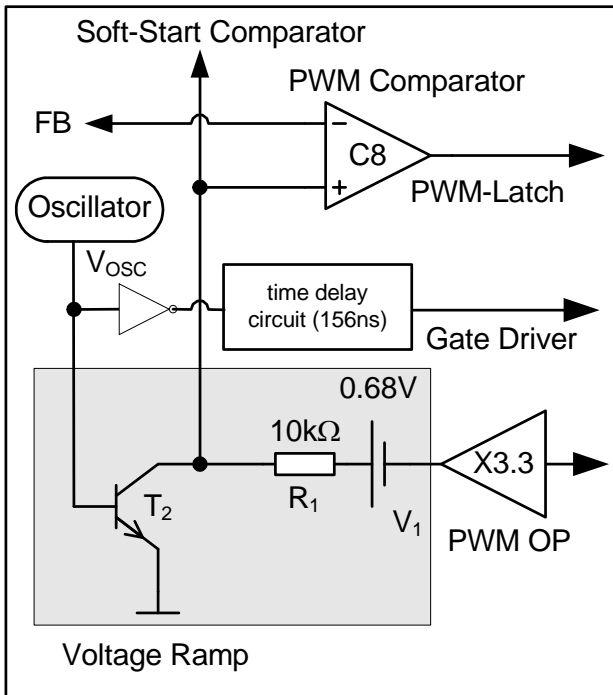 Soft-Start Comparator
PWM Comparator
FB
C8
PWM-Latch
Oscillator
VOSC
time delay
circuit (156ns)
Gate Driver
0.68V
10kΩ
X3.3
T2
R1
V1
PWM OP
Voltage Ramp